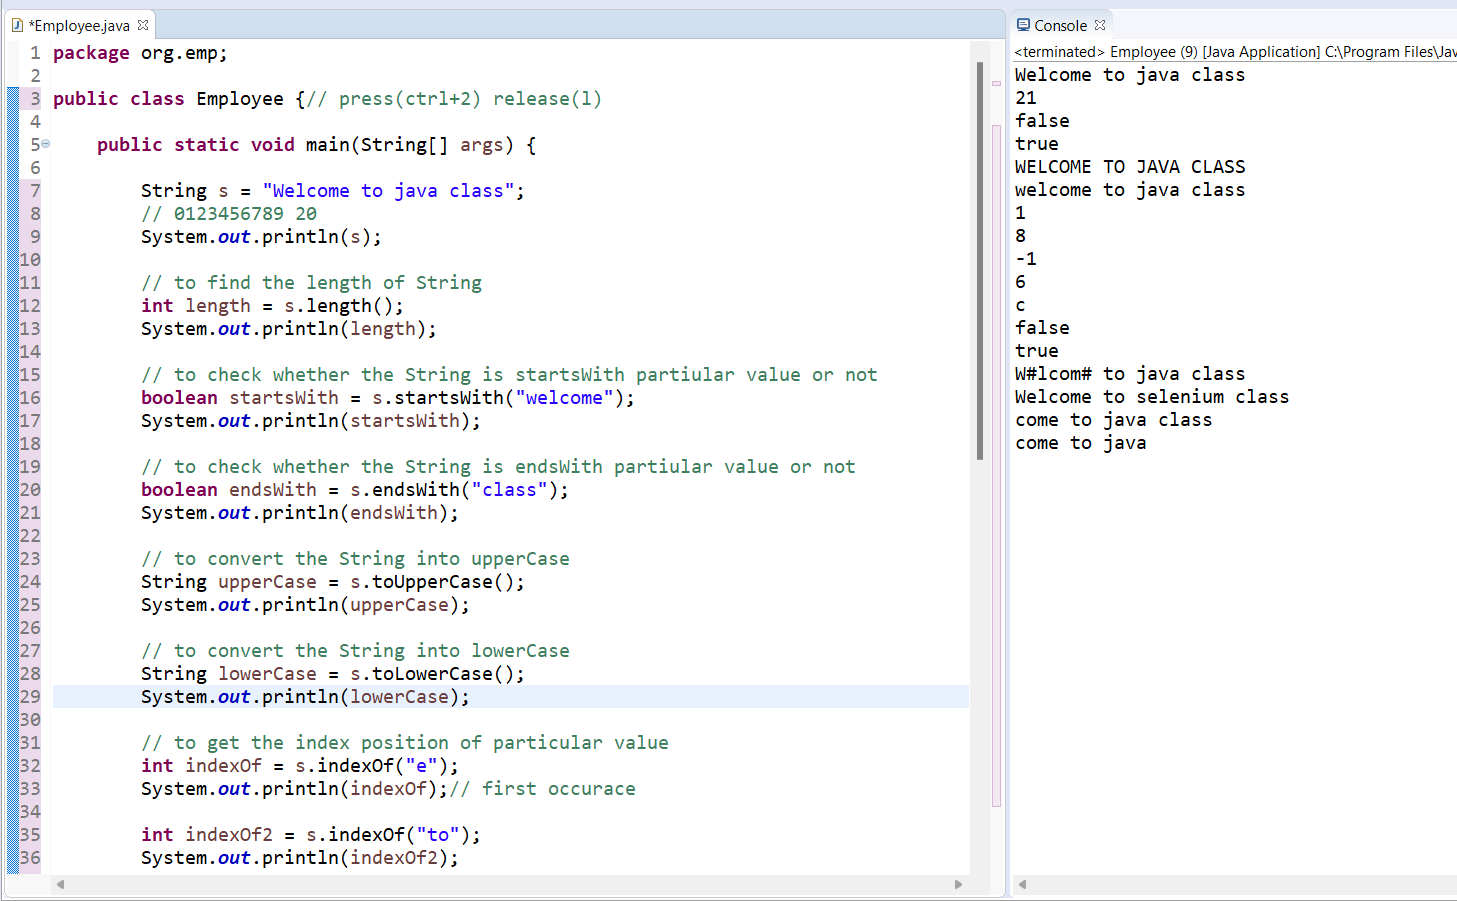 *Employee.java
1 package org.emp;
2
3 public class Employee {// press(ctrl+2) release(l)
4
5 public static void main(String[] args) {
6
7 String s = "Welcome to java class";
8 // 0123456789 20
9 System.out.println(s);
10
11 // to find the length of String
12 int length = s.length();
13 System.out.println(length);
14
15 // to check whether the String is startsWith partiular value or not
16 boolean startsWith = s.startsWith("welcome");
17 System.out.println(startsWith);
18
19 // to check whether the String is endsWith partiular value or not
20 boolean endsWith = s.endsWith("class");
21 System.out.println(endsWith);
22
23 // to convert the String into upperCase
24 String upperCase = s.toUpperCase();
25 System.out.println(upperCase);
26
27 // to convert the String into lowerCase
28 String lowerCase = s.toLowerCase();
29 System.out.println(lowerCase);
30
31 // to get the index position of particular value
32 int indexOf = s.indexOf("e");
33 System.out.println(indexOf);// first occurace
34
35 int indexOf2 = s.indexOf("to");
36 System.out.println(indexOf2);
Console
<terminated> Employee (9) [Java Application] C:\Program Files\Jav
Welcome to java class
21
false
true
WELCOME TO JAVA CLASS
welcome to java class
1
8
-1
6
c
false
true
W#lcom# to java class
Welcome to selenium class
come to java class
come to java